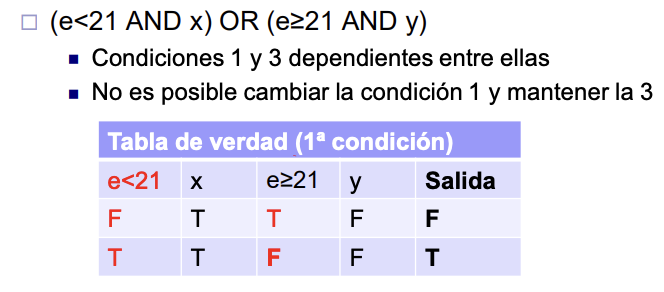 (e<21 AND x) OR (e≥21 AND y)
Condiciones 1 y 3 dependientes entre ellas
No es posible cambiar la condición 1 y mantener la 3
Tabla de verdad (1ª condición)
e<21 x e≥21 y Salida
F T T F F
T T F F T